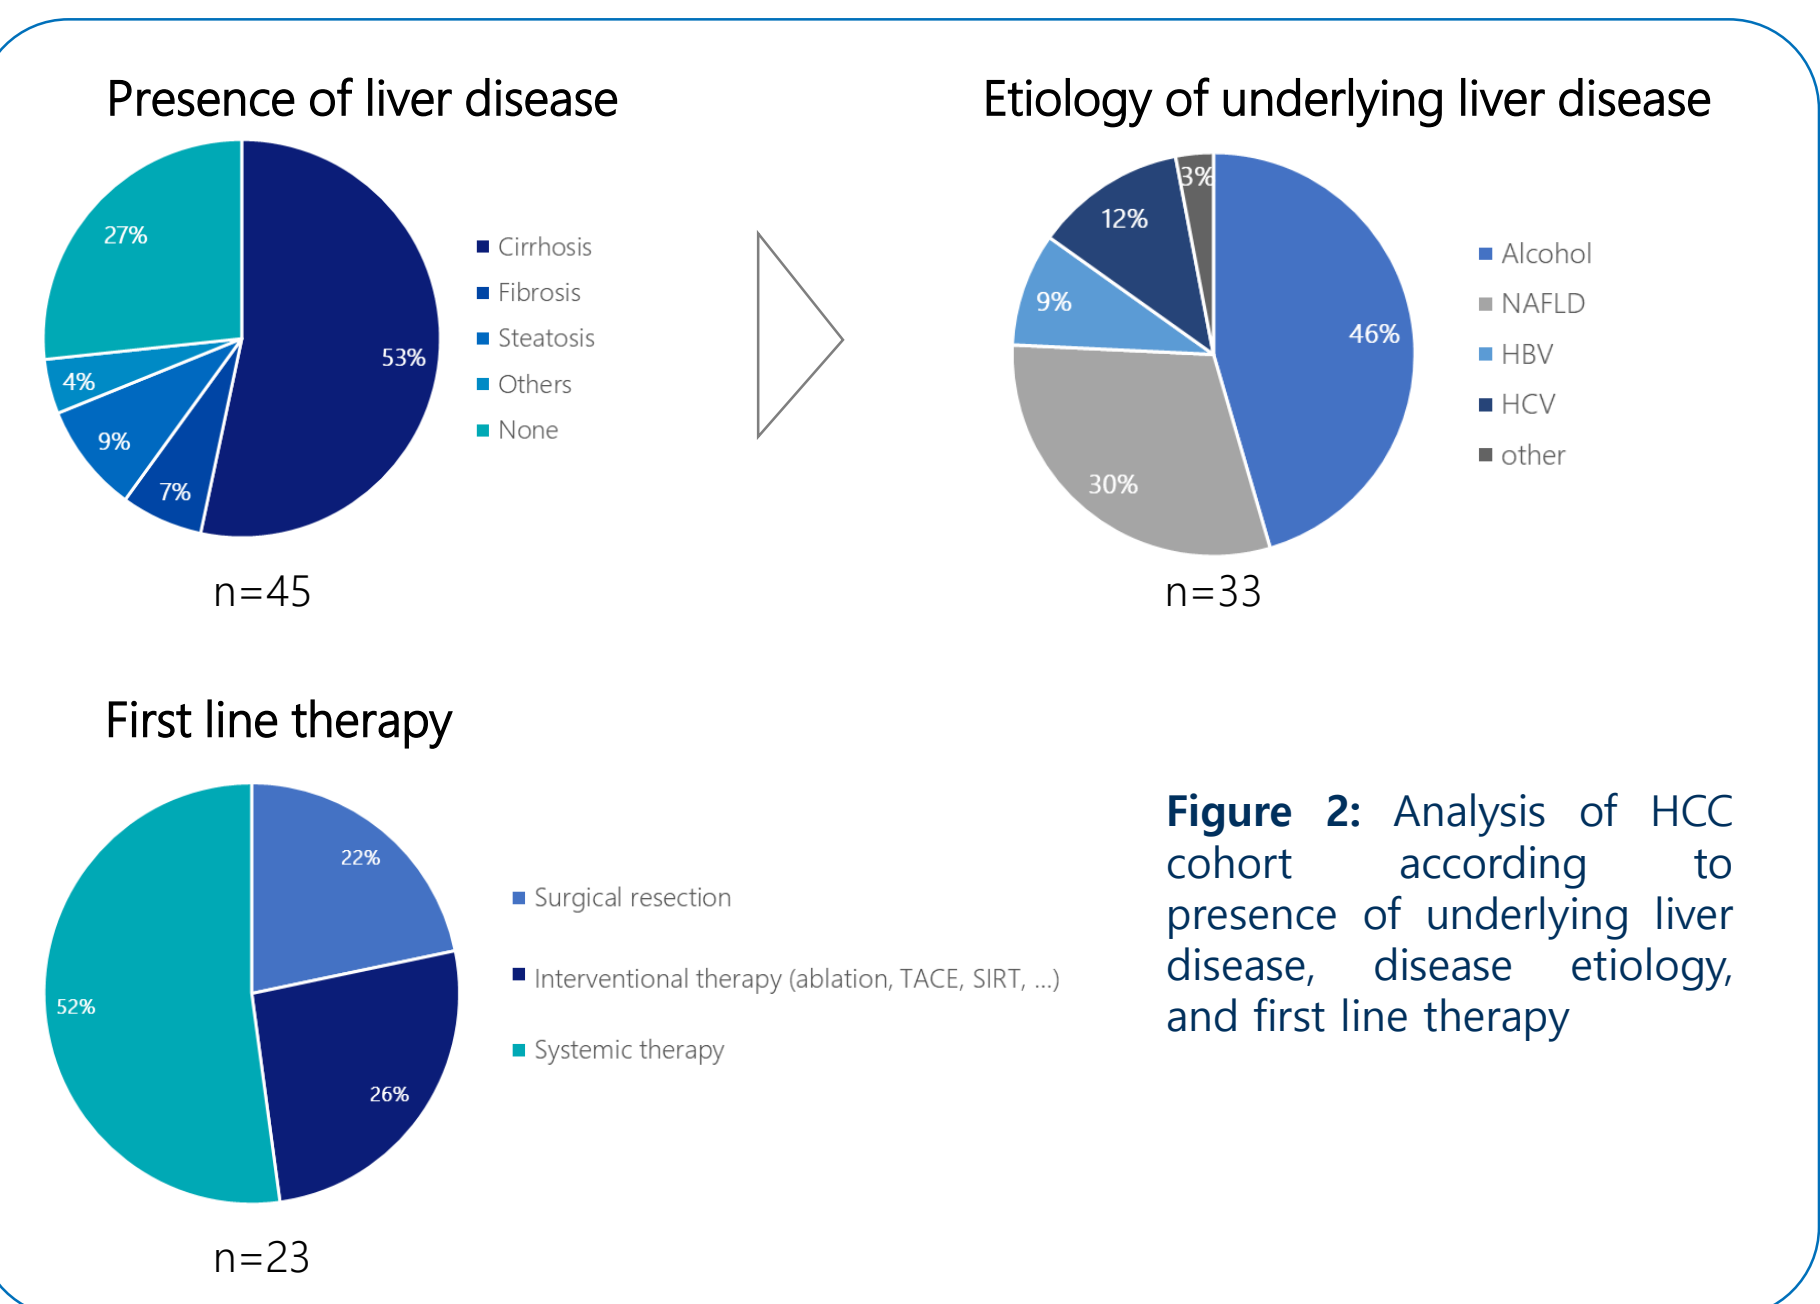 Presence of liver disease
27%
53%
4%
9%
7%
Cirrhosis
Fibrosis
Steatosis
Others
None
n=45
Etiology of underlying liver disease
3%
12%
9%
46%
30%
Alcohol
NAFLD
HBV
HCV
other
n=33
First line therapy
22%
52%
26%
Surgical resection
Interventional therapy (ablation, TACE, SIRT, ...)
Systemic therapy
n=23
Figure 2: Analysis of HCC
cohort according to
presence of underlying liver
disease, disease etiology,
and first line therapy